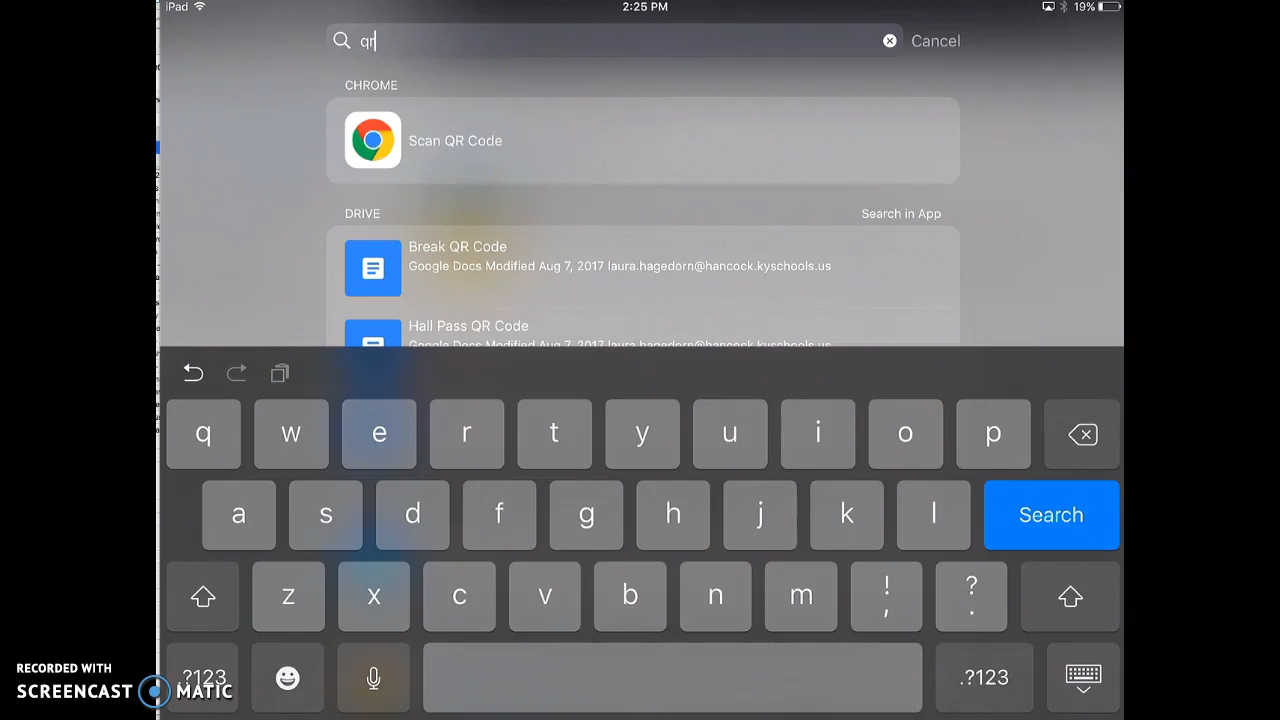 iPad 2:25 PM 19%
qr Cancel
CHROME
Scan QR Code
DRIVE Search in App
Break QR Code
Google Docs Modified Aug 7, 2017 laura.hagedorn@hancock.kyschools.us
Hall Pass QR Code
Google Docs Modified Aug 7, 2017 laura.hagedorn@hancock.kyschools.us
q w e r t y u i o p
a s d f g h j k l Search
z x c v b n m ! , ? .
.?123 .?123
RECORDED WITH
SCREENCAST MATIC